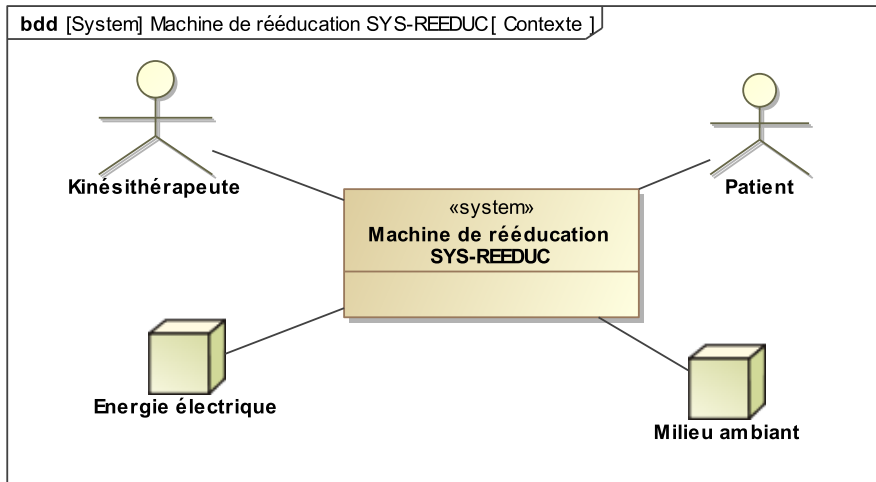 bdd [System] Machine de rééducation SYS-REEDUC[ Contexte ]
Kinésithérapeute
Patient
«system»
Machine de rééducation
SYS-REEDUC
Energie électrique
Milieu ambiant